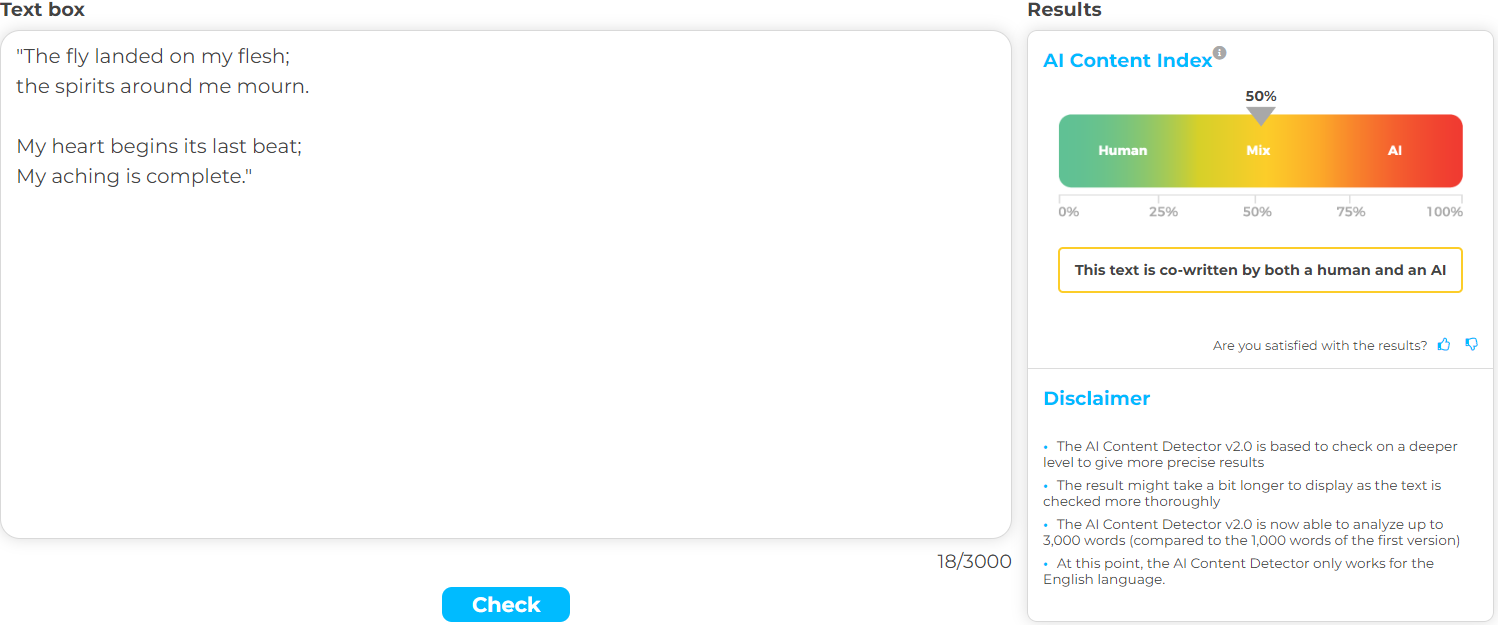 Text box
"The fly landed on my flesh;
the spirits around me mourn.
My heart begins its last beat;
My aching is complete."
18/3000
Check
Results
AI Content Index
50%
Human Mix AI
0% 25% 50% 75% 100%
This text is co-written by both a human and an AI
Are you satisfied with the results?
Disclaimer
• The AI Content Detector v2.0 is based to check on a deeper
level to give more precise results
• The result might take a bit longer to display as the text is
checked more thoroughly
• The AI Content Detector v2.0 is now able to analyze up to
3,000 words (compared to the 1,000 words of the first version)
• At this point, the AI Content Detector only works for the
English language.